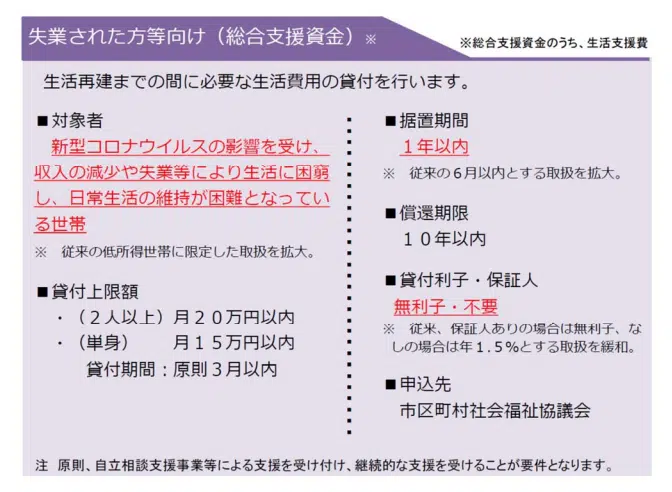 失業された方等向け（総合支援資金）※
※総合支援資金のうち、生活支援費
生活再建までの間に必要な生活費用の貸付を行います。
■対象者
新型コロナウイルスの影響を受け、
収入の減少や失業等により生活に困窮
し、日常生活の維持が困難となってい
る世帯
※　従来の低所得世帯に限定した取扱を拡大。
■貸付上限額
・（２人以上）月２０万円以内
・（単身）　　月１５万円以内
貸付期間：原則３月以内
■据置期間
１年以内
※　従来の６月以内とする取扱を拡大。
■償還期限
１０年以内
■貸付利子・保証人
無利子・不要
※　従来、保証人ありの場合は無利子、な
しの場合は年１.５％とする取扱を緩和。
■申込先
市区町村社会福祉協議会
注　原則、自立相談支援事業等による支援を受け付け、継続的な支援を受けることが要件となります。